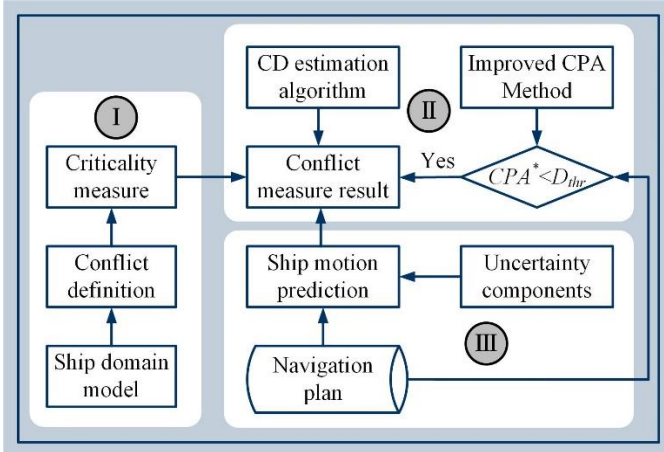 I
Criticality
measure
Conflict
definition
Ship domain
model
CD estimation
algorithm
Improved CPA
Method
II
Conflict
measure result
Yes
CPA*<D_thr
Ship motion
prediction
Uncertainty
components
III
Navigation
plan